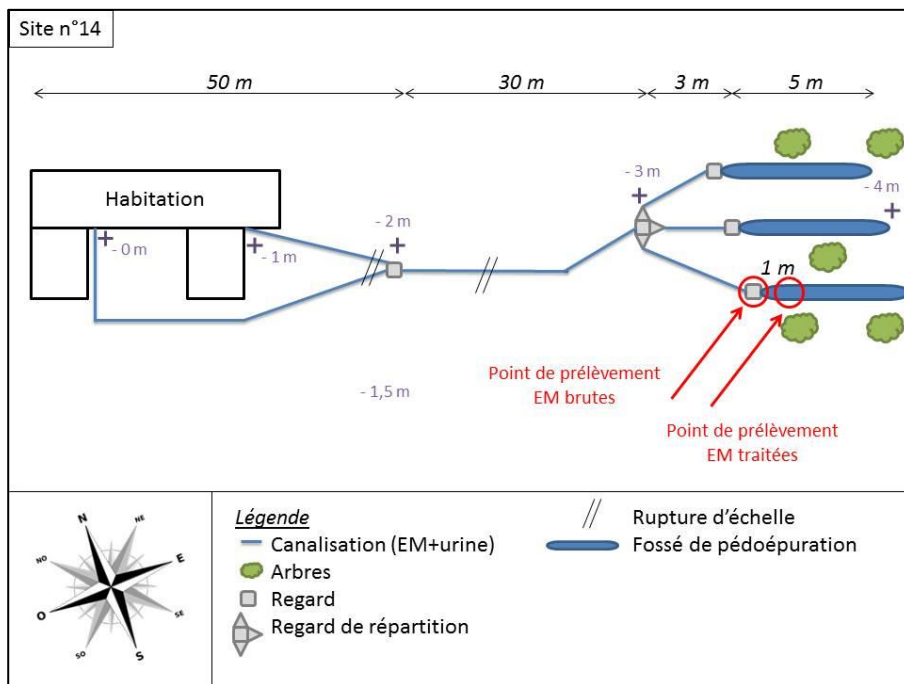 Site n°14
50 m
30 m
3 m
5 m
Habitation
- 0 m
- 1 m
- 2 m
- 3 m
- 4 m
1 m
- 1,5 m
Point de prélèvement
EM brutes
Point de prélèvement
EM traitées
N
NE
E
SE
S
SO
O
NO
Légende
Canalisation (EM+urine)
Arbres
Regard
Regard de répartition
Rupture d'échelle
Fossé de pédoépuration